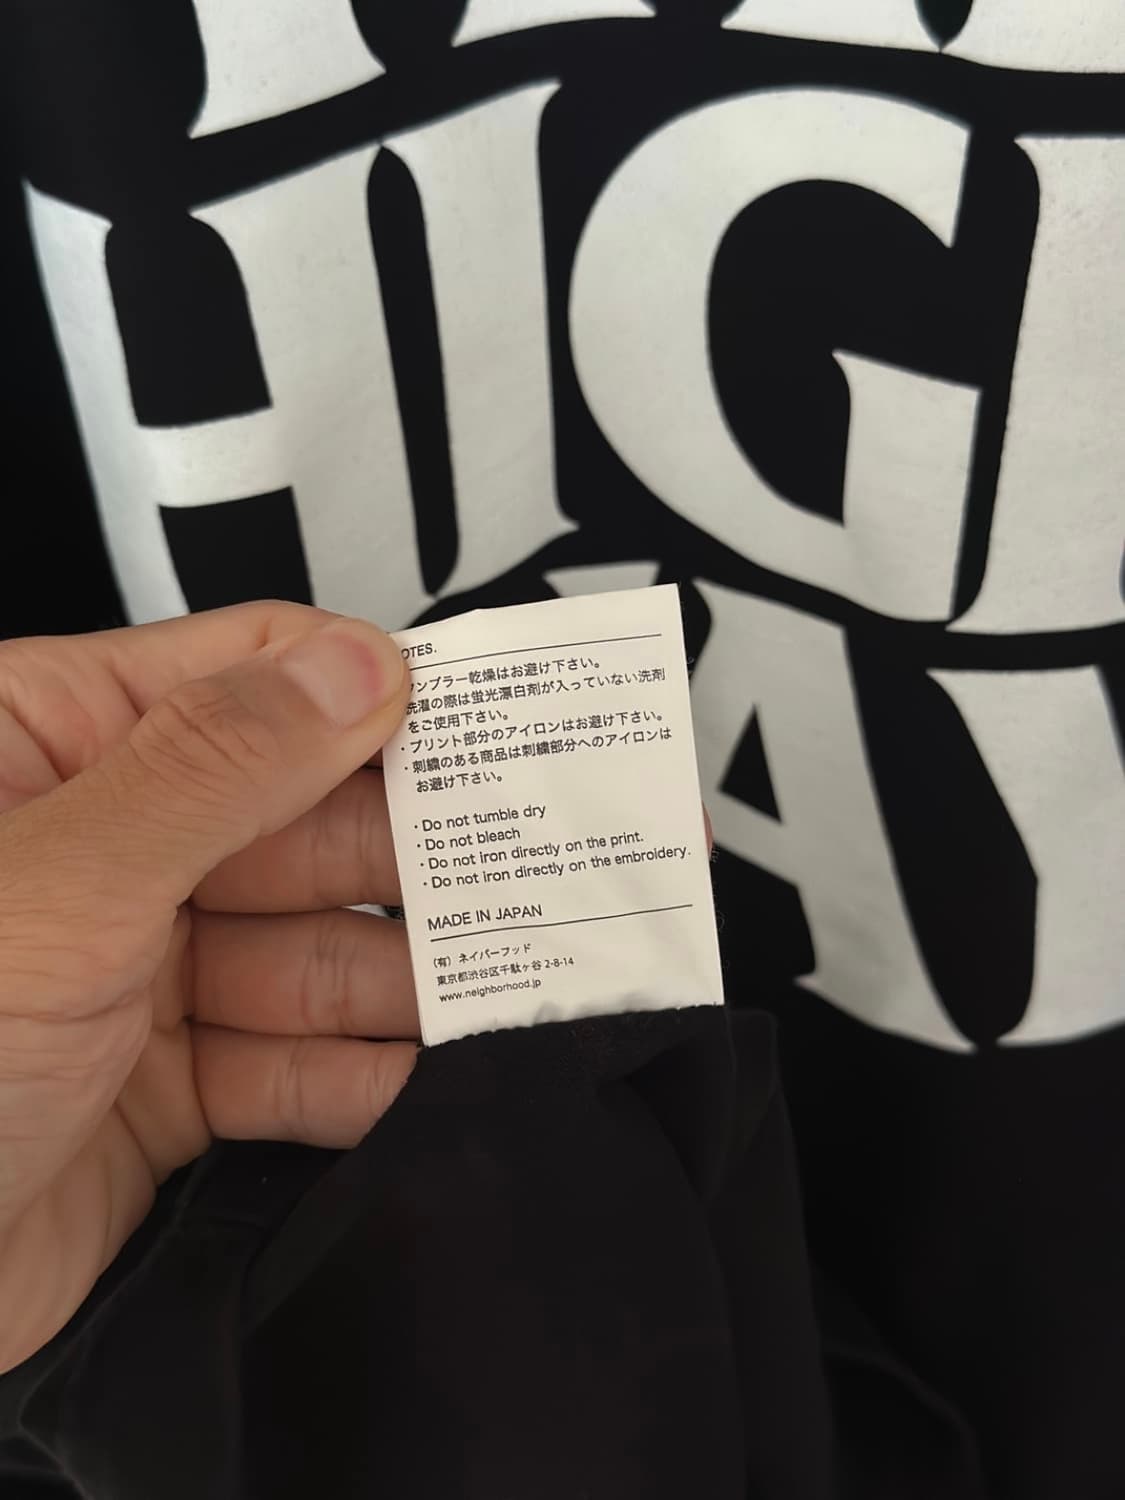 HIG
AY
OTES.
ンブラー乾燥はお避け下さい。
洗濯の際は蛍光漂白剤が入っていない洗剤
をご使用下さい。
・プリント部分のアイロンはお避け下さい。
・刺繍のある商品は刺繍部分へのアイロンは
お避け下さい。
・Do not tumble dry
・Do not bleach
・Do not iron directly on the print.
・Do not iron directly on the embroidery.
MADE IN JAPAN
(有) ネイバーフッド
東京都渋谷区千駄ヶ谷 2-8-14
www.neighborhood.jp